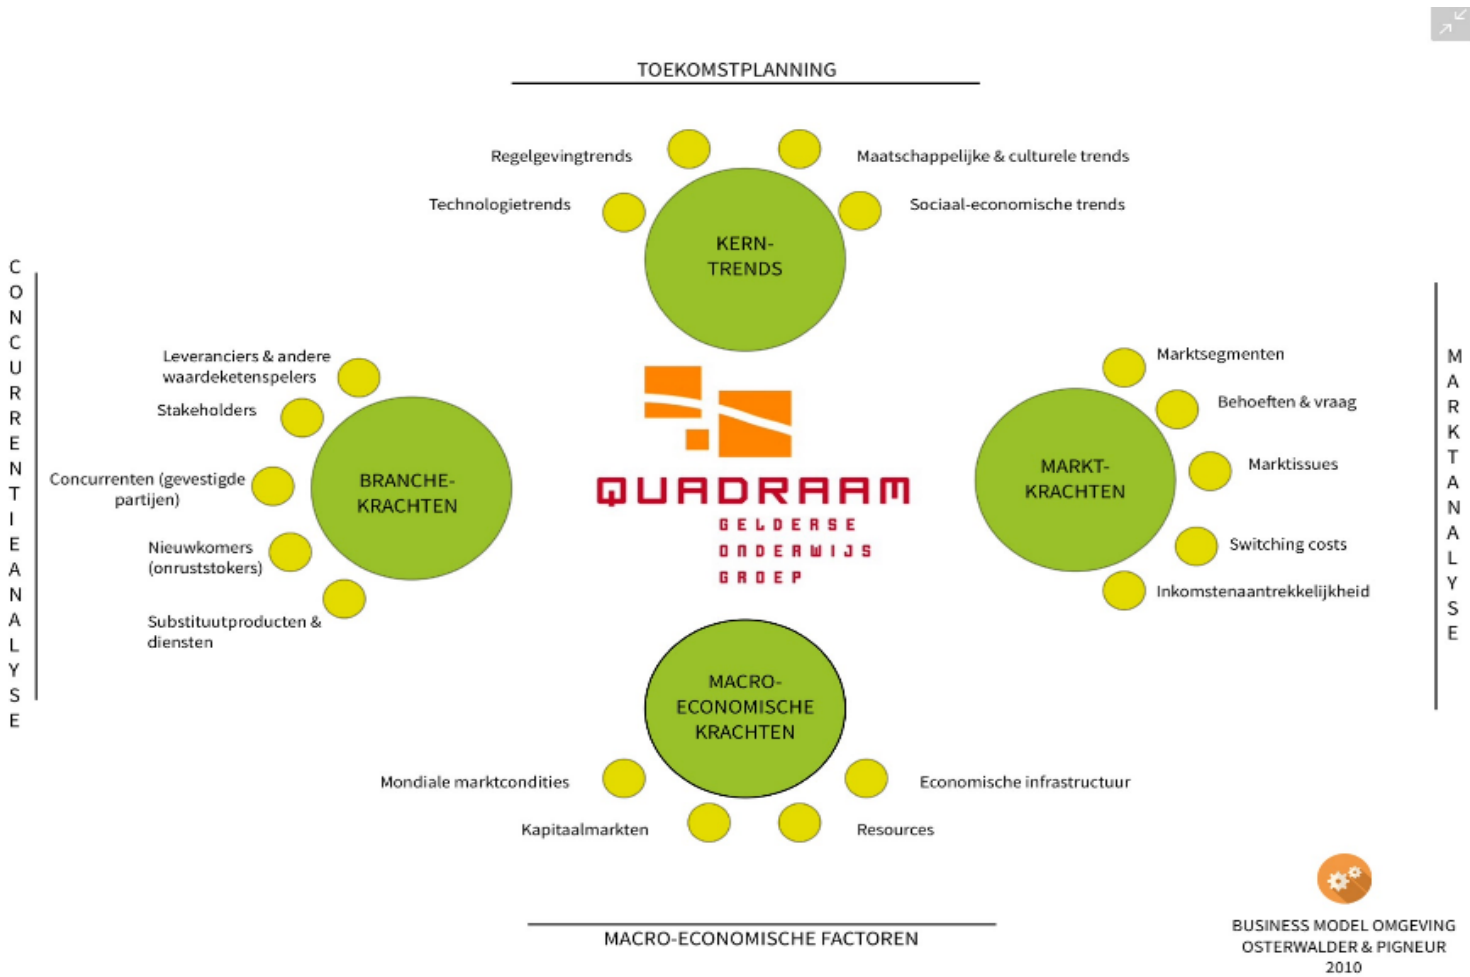 TOEKOMSTPLANNING
Regelgevingtrends
Maatschappelijke & culturele trends
Technologietrends
Sociaal-economische trends
KERN-
TRENDS
CONCURRENTIEANALYSE
Leveranciers & andere
waardeketenspelers
Stakeholders
Concurrenten (gevestigde
partijen)
Nieuwkomers
(onruststokers)
Substituutproducten &
diensten
BRANCHE-
KRACHTEN
QUADRAAM
GELDERSE
ONDERWIJS
GROEP
MARKT-
KRACHTEN
Marktsegmenten
Behoeften & vraag
Marktissues
Switching costs
Inkomstenaantrekkelijkheid
MARKTANALYSE
MACRO-
ECONOMISCHE
KRACHTEN
Mondiale marktcondities
Economische infrastructuur
Kapitaalmarkten
Resources
MACRO-ECONOMISCHE FACTOREN
BUSINESS MODEL OMGEVING
OSTERWALDER & PIGNEUR
2010